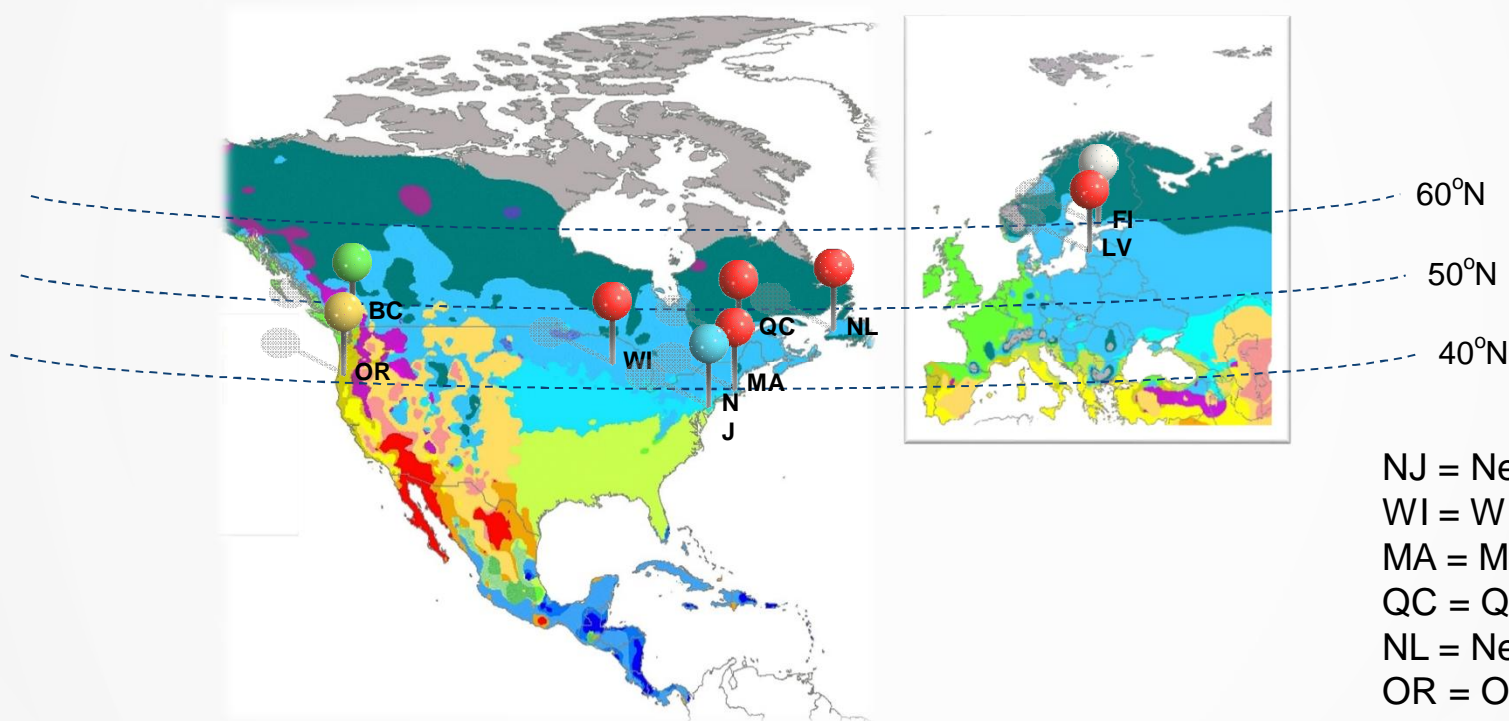 60°N
FI
LV
50°N
BC
QC
NL
WI
40°N
OR
MA
N
J
NJ = Ne
WI = W
MA = M
QC = Q
NL = Ne
OR = O